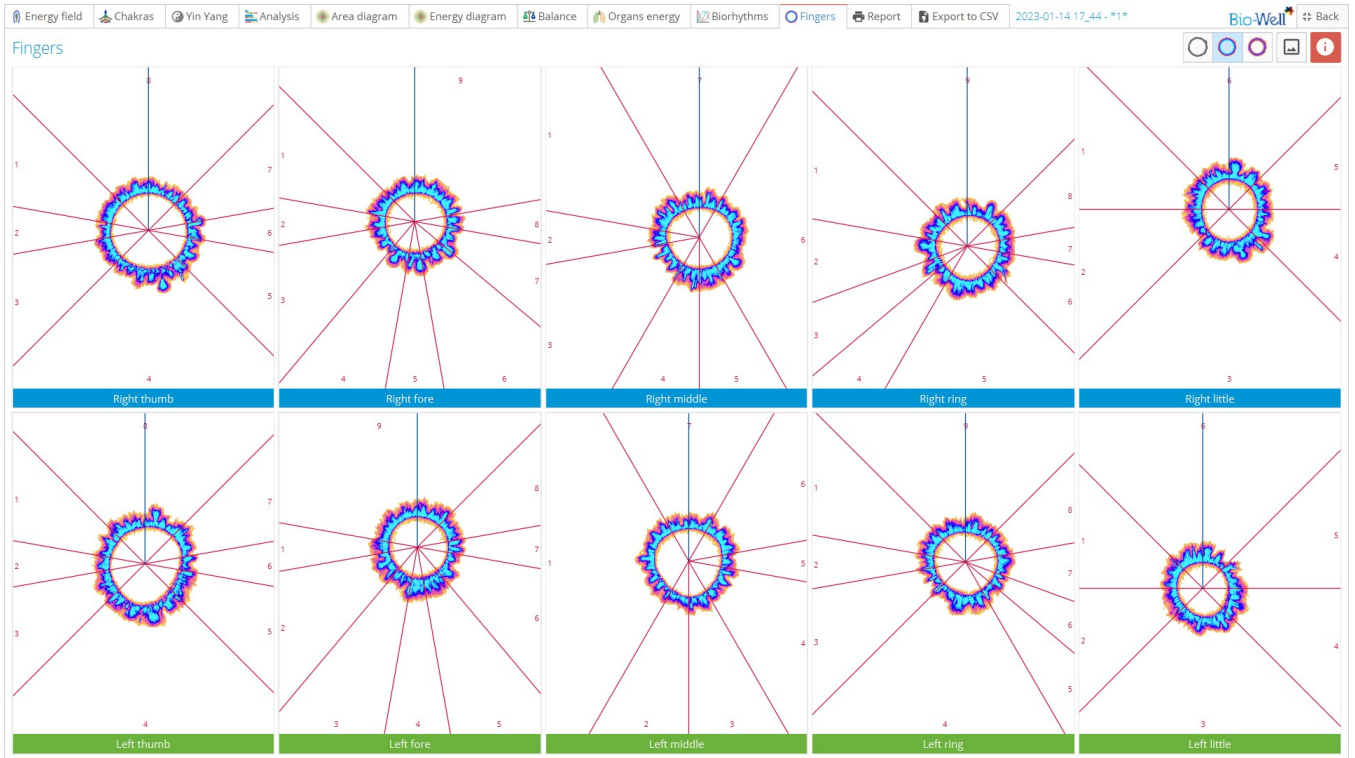 Energy field Chakras Yin Yang Analysis Area diagram Energy diagram Balance Organs energy Biorhythms Fingers Report Export to CSV 2023-01-14 17_44 - *1* Bio-Well Back
Fingers
8 9 7 9 6
1 7 1 1 1 1 5
2 6 2 8 2 6 2 8 7
3 5 3 7 3 6 2 4
4 4 5 6 3 4 5 3 4 5 3
Right thumb Right fore Right middle Right ring Right little
8 9 7 9 6
1 7 8 6 1 8 5
2 6 1 7 1 5 7 1
3 5 2 6 4 3 6 5 2 4
4 3 4 5 2 3 4 3
Left thumb Left fore Left middle Left ring Left little